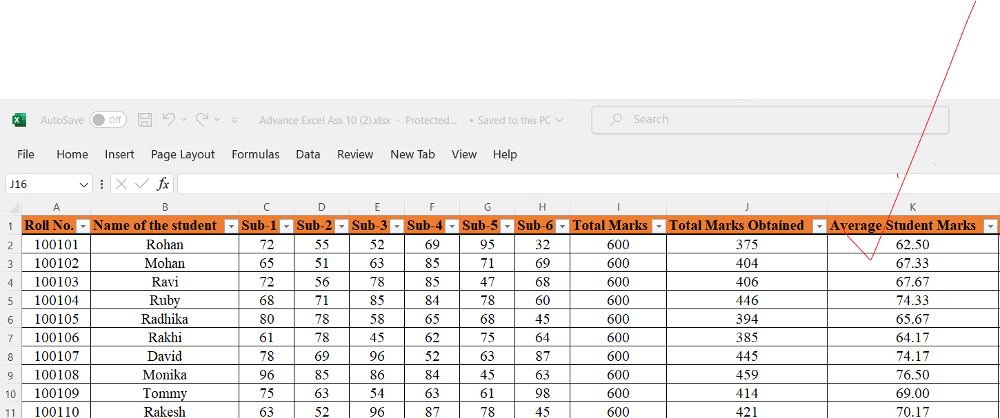 AutoSave Off Advance Excel Ass 10 (2).xlsx - Protected... • Saved to this PC Search
File Home Insert Page Layout Formulas Data Review New Tab View Help
J16 fx
A B C D E F G H I J K
1 Roll No. Name of the student Sub-1 Sub-2 Sub-3 Sub-4 Sub-5 Sub-6 Total Marks Total Marks Obtained Average Student Marks
2 100101 Rohan 72 55 52 69 95 32 600 375 62.50
3 100102 Mohan 65 51 63 85 71 69 600 404 67.33
4 100103 Ravi 72 56 78 85 47 68 600 406 67.67
5 100104 Ruby 68 71 85 84 78 60 600 446 74.33
6 100105 Radhika 80 78 58 65 68 45 600 394 65.67
7 100106 Rakhi 61 78 45 62 75 64 600 385 64.17
8 100107 David 78 69 96 52 63 87 600 445 74.17
9 100108 Monika 96 85 86 84 45 63 600 459 76.50
10 100109 Tommy 75 63 54 63 61 98 600 414 69.00
11 100110 Rakesh 63 52 96 87 78 45 600 421 70.17